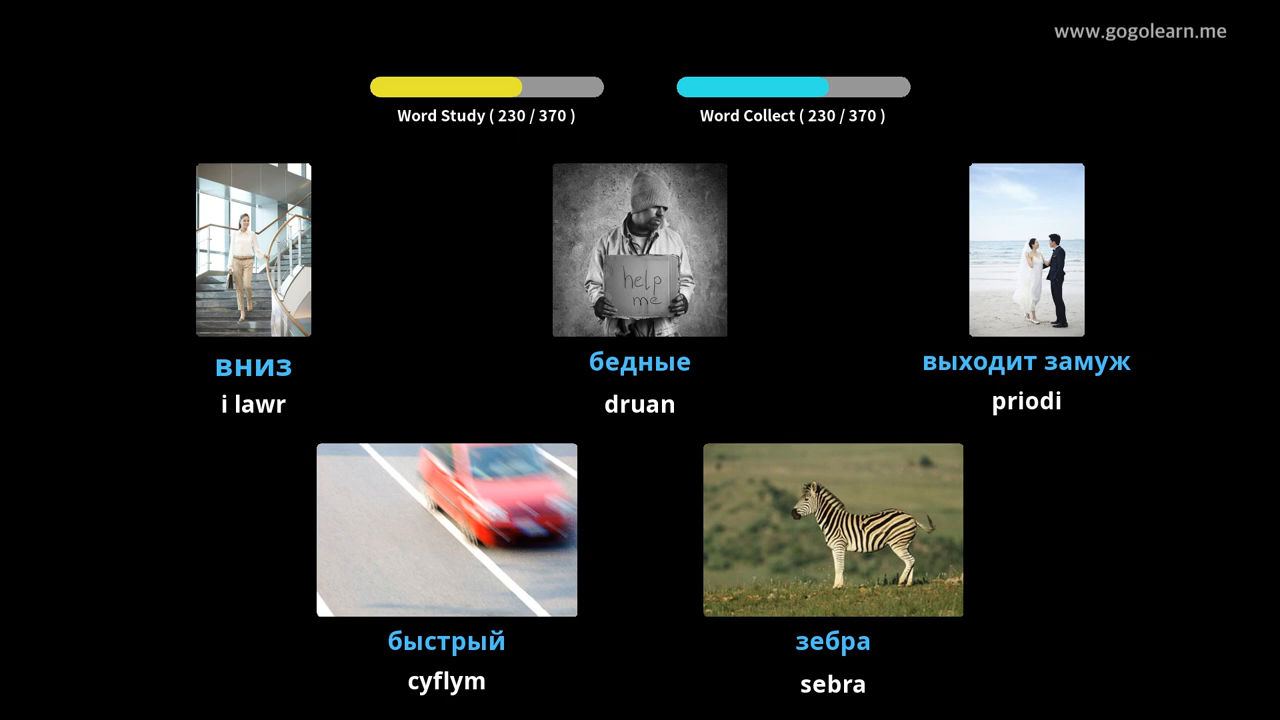 www.gogolearn.me
Word Study ( 230 / 370 )
Word Collect ( 230 / 370 )
help
me
вниз
бедные
выходит замуж
i lawr
druan
priodi
быстрый
зебра
cyflym
sebra